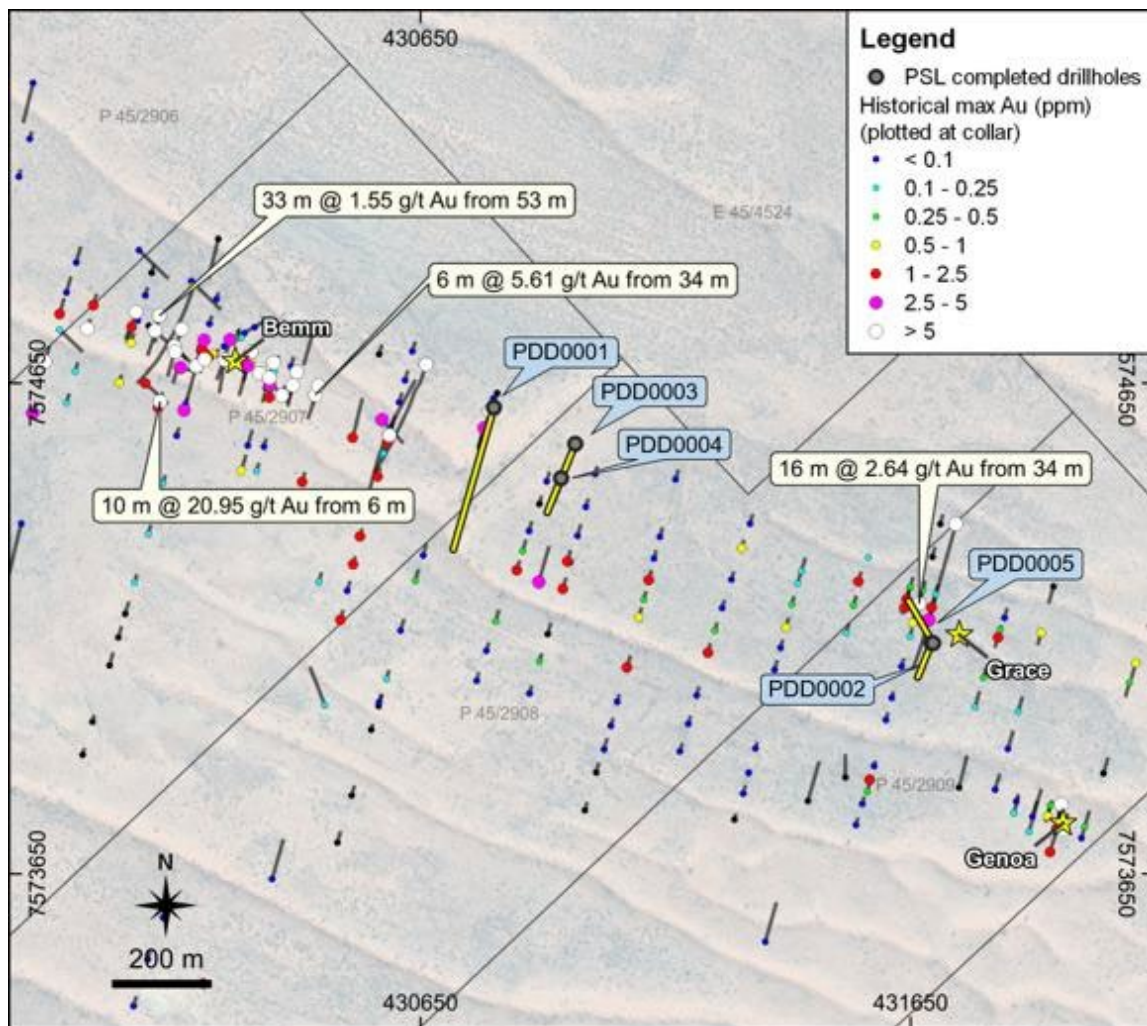 430650
Legend
PSL completed drillholes
Historical max Au (ppm)
(plotted at collar)
< 0.1
0.1 - 0.25
0.25 - 0.5
0.5 - 1
1 - 2.5
2.5 - 5
> 5
P 45/2906
33 m @ 1.55 g/t Au from 53 m
E 45/4524
6 m @ 5.61 g/t Au from 34 m
Bemm
PDD0001
7574650
7574650
PDD0003
P 45/2907
PDD0004
16 m @ 2.64 g/t Au from 34 m
10 m @ 20.95 g/t Au from 6 m
PDD0005
Grace
PDD0002
P 45/2908
P 45/2909
Genoa
7573650
7573650
N
200 m
430650
431650